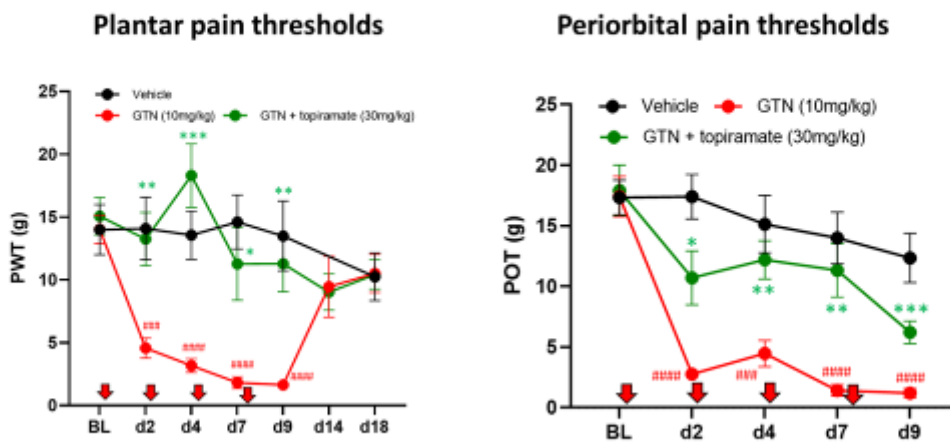 Plantar pain thresholds
Vehicle
GTN (10mg/kg)
GTN + topiramate (30mg/kg)
PWT (g)
25
20
15
10
5
0
***
**
**
*
###
####
####
####
BL
d2
d4
d7
d9
d14
d18
Periorbital pain thresholds
Vehicle
GTN (10mg/kg)
GTN + topiramate (30mg/kg)
POT (g)
25
20
15
10
5
0
*
**
**
***
####
###
####
####
BL
d2
d4
d7
d9